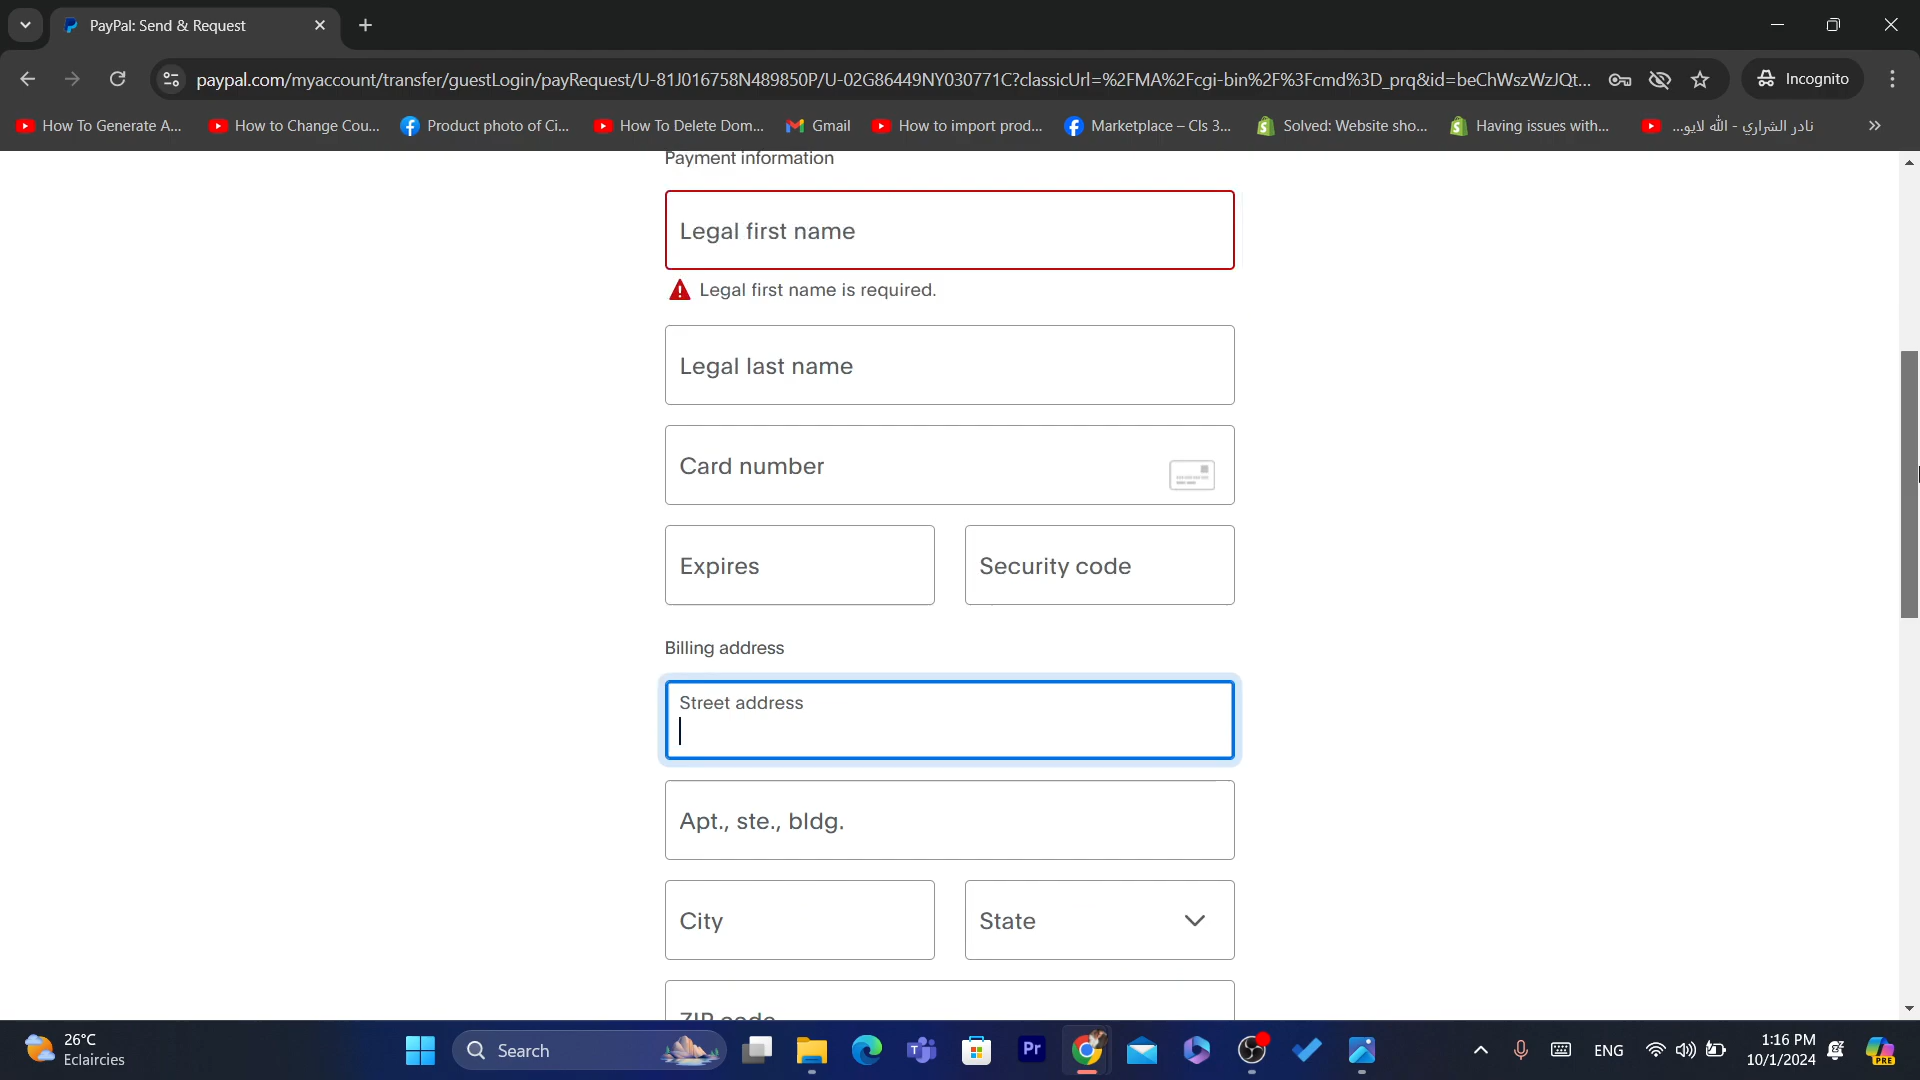 PayPal: Send & Request
paypal.com/myaccount/transfer/guestLogin/payRequest/U-81J016758N489850P/U-02G86449NY030771C?classicUrl=%2FMA%2Fcgi-bin%2F%3Fcmd%3D_prq&id=beChWszWzJQt...
Incognito
How To Generate A...
How to Change Cou...
Product photo of Ci...
How To Delete Dom...
Gmail
How to import prod...
Marketplace – Cls 3...
Solved: Website sho...
Having issues with...
نادر الشراري - الله لايو...
Payment information
Legal first name
Legal first name is required.
Legal last name
Card number
Expires
Security code
Billing address
Street address
Apt., ste., bldg.
City
State
ZIP code
26°C
Eclaircies
Search
Pr
ENG
1:16 PM
10/1/2024
PRE